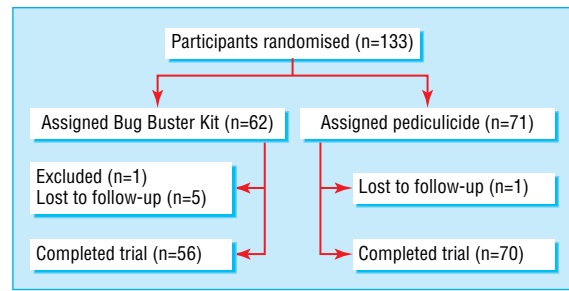 Participants randomised (n=133)
Assigned Bug Buster Kit (n=62)
Assigned pediculicide (n=71)
Excluded (n=1)
Lost to follow-up (n=5)
Lost to follow-up (n=1)
Completed trial (n=56)
Completed trial (n=70)